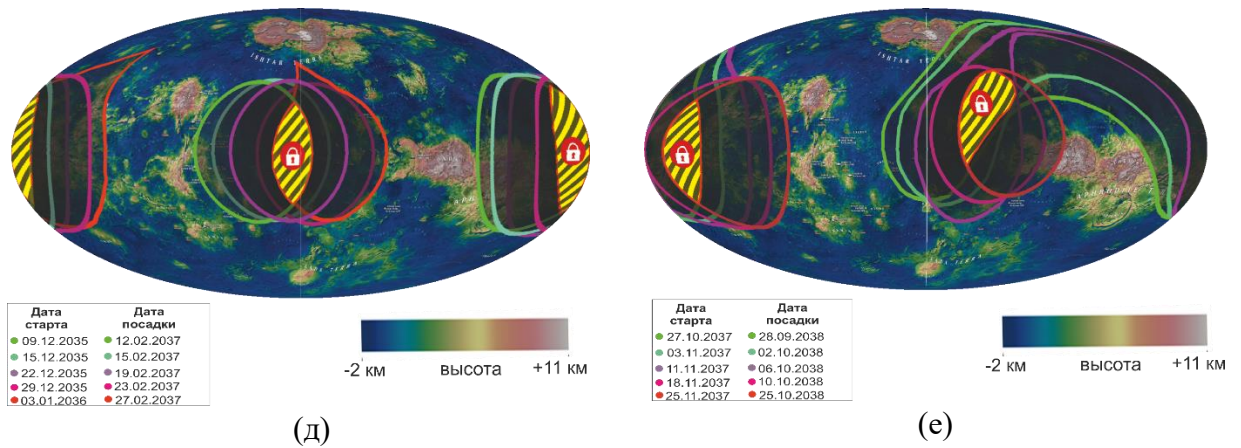 ISHTAR TERRA
ISHTAR TERRA
Дата старта Дата посадки
09.12.2035 12.02.2037
15.12.2035 15.02.2037
22.12.2035 19.02.2037
29.12.2035 23.02.2037
03.01.2036 27.02.2037
-2 км высота +11 км
(д)
Дата старта Дата посадки
27.10.2037 28.09.2038
03.11.2037 02.10.2038
11.11.2037 06.10.2038
18.11.2037 10.10.2038
25.11.2037 25.10.2038
-2 км высота +11 км
(е)